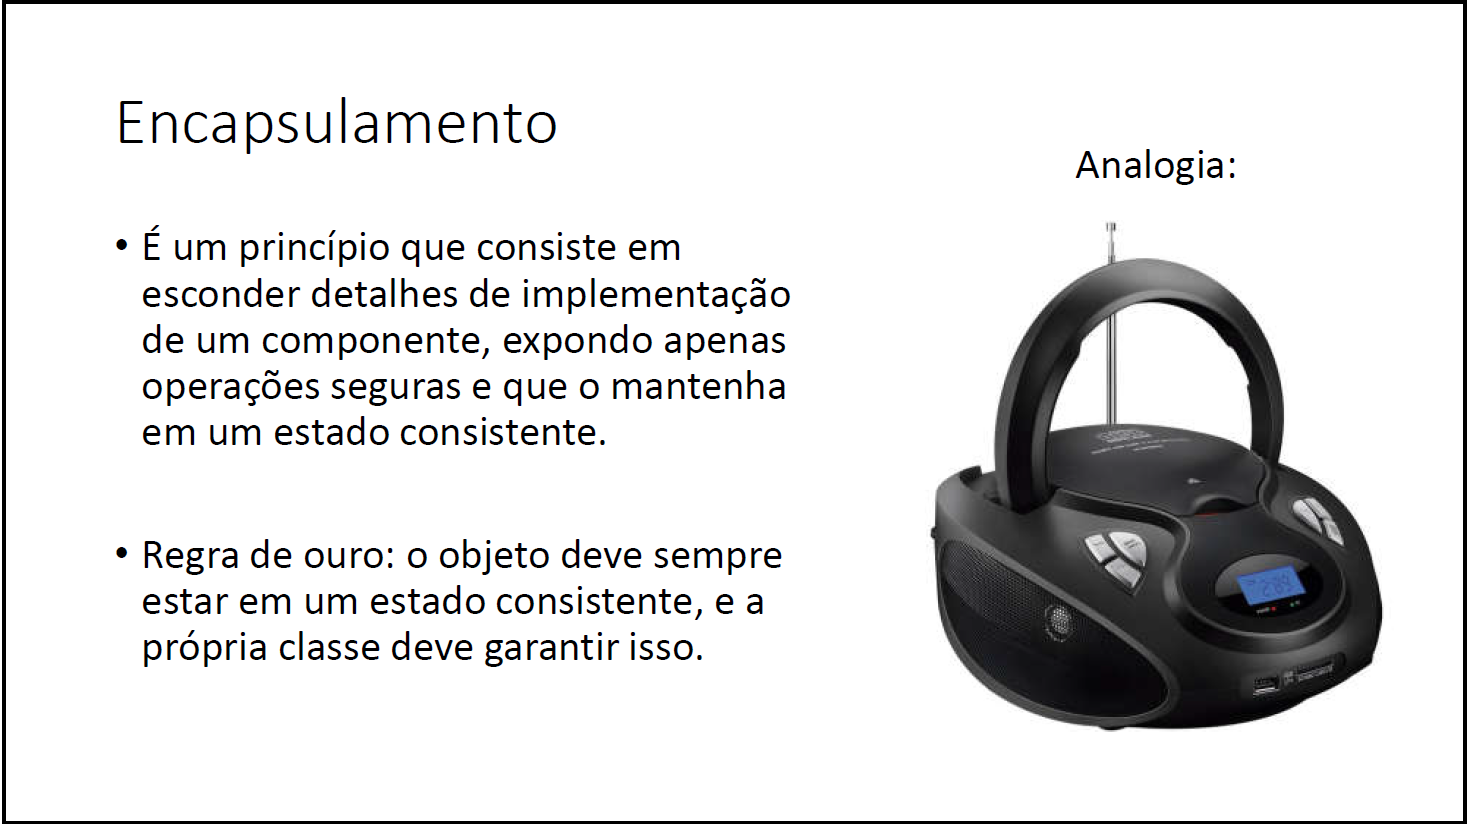 Encapsulamento
• É um princípio que consiste em
esconder detalhes de implementação
de um componente, expondo apenas
operações seguras e que o mantenha
em um estado consistente.
• Regra de ouro: o objeto deve sempre
estar em um estado consistente, e a
própria classe deve garantir isso.
Analogia: